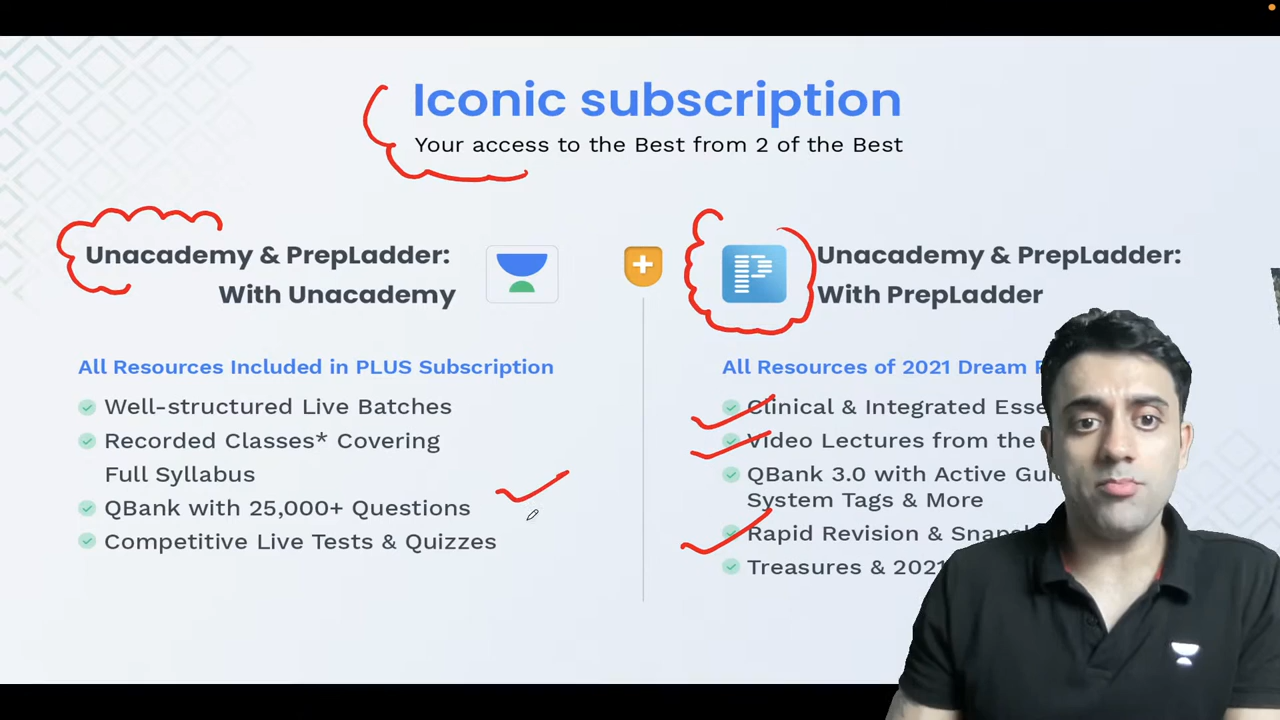 Iconic subscription
Your access to the Best from 2 of the Best
Unacademy & PrepLadder:
With Unacademy
All Resources Included in PLUS Subscription
Well-structured Live Batches
Recorded Classes* Covering
Full Syllabus
QBank with 25,000+ Questions
Competitive Live Tests & Quizzes
Unacademy & PrepLadder:
With PrepLadder
All Resources of 2021 Dream
Clinical & Integrated
Video Lectures from the
QBank 3.0 with Active
System Tags & More
Rapid Revision &
Treasures & 2021